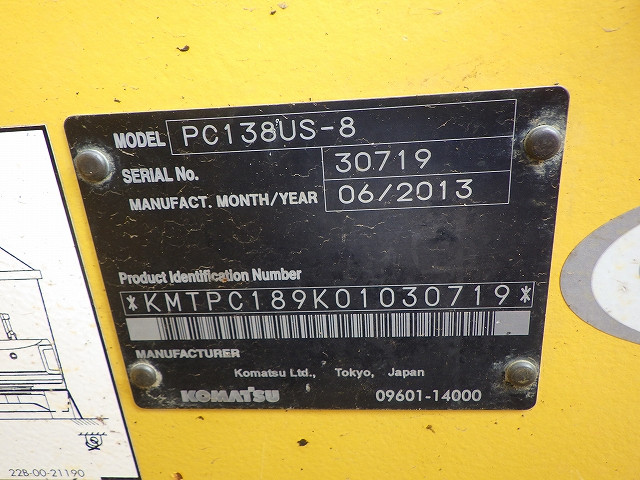 MODEL PC138US-8
SERIAL No. 30719
MANUFACT. MONTH/YEAR 06/2013
Product Identification Number
*KMTPC189K01030719*
MANUFACTURER
Komatsu Ltd., Tokyo, Japan
KOMATSU 09601-14000
22B-00-21190